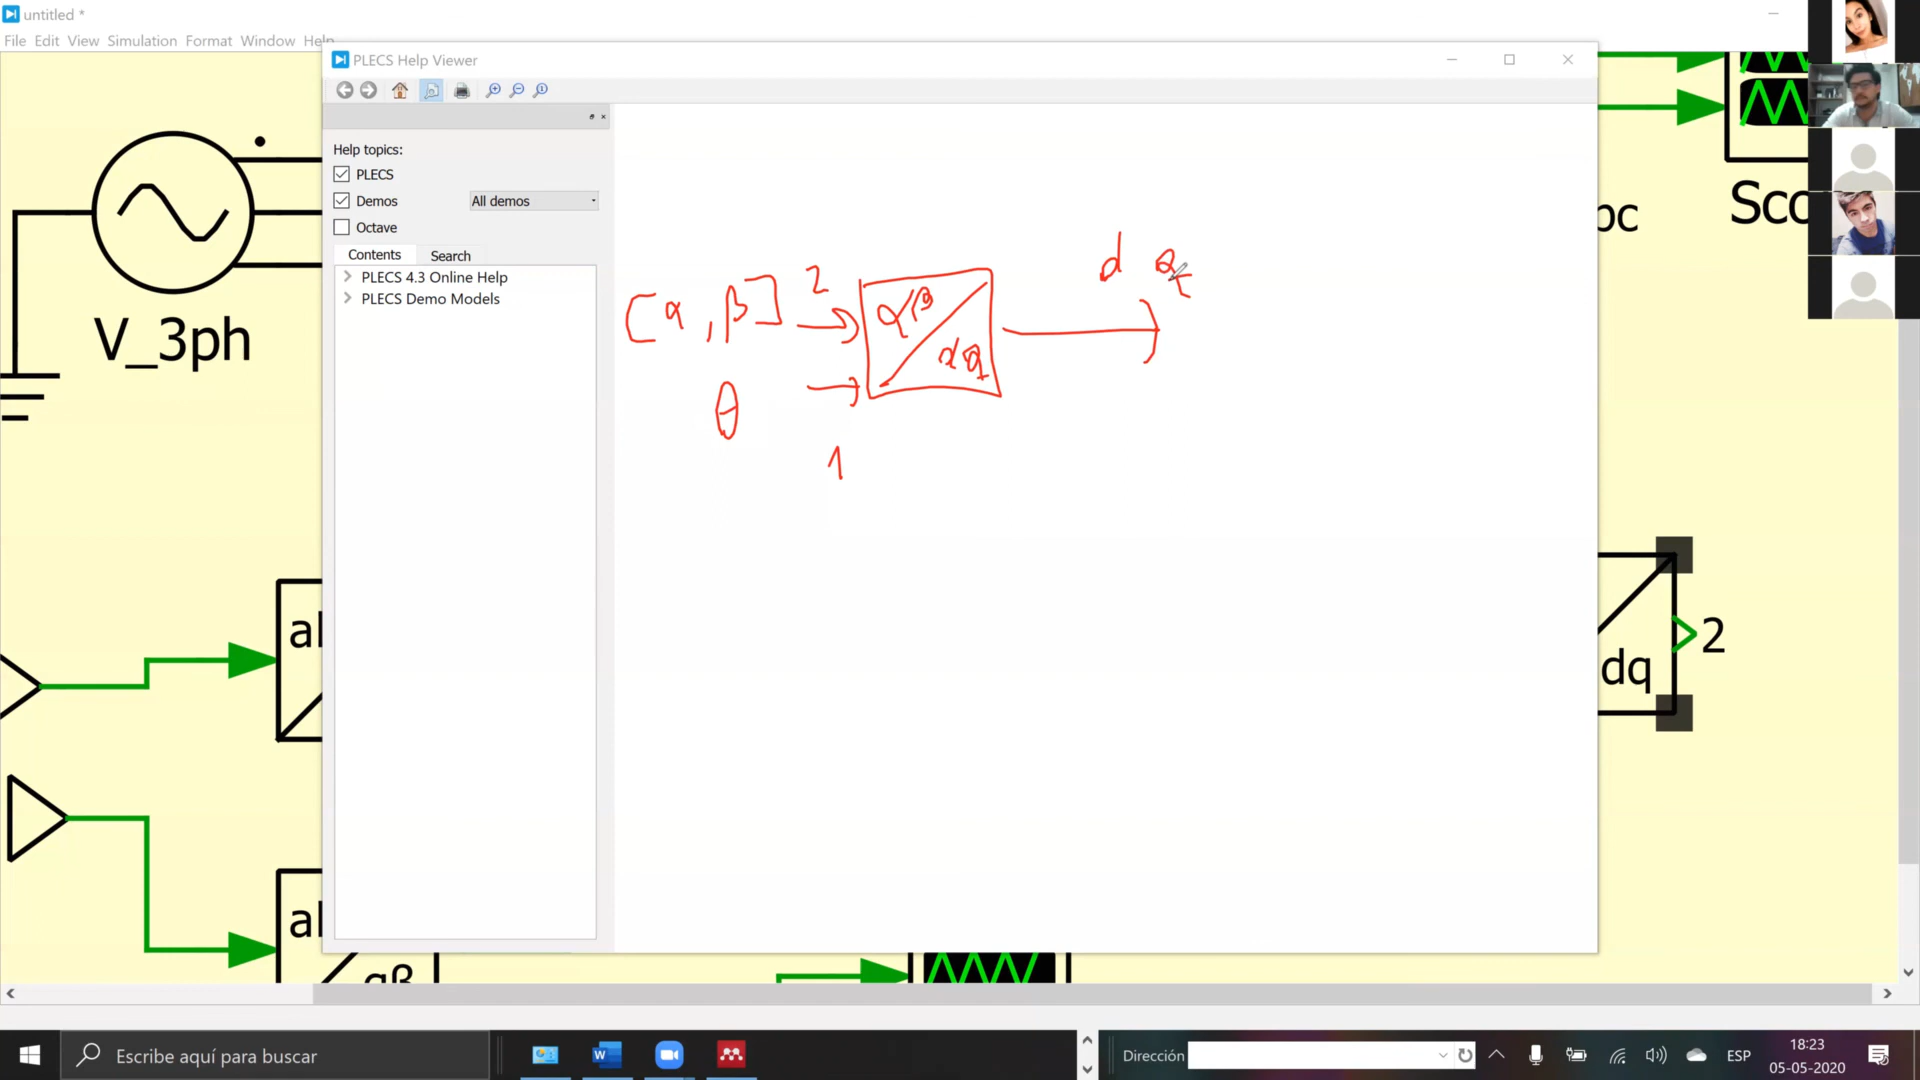 untitled *
File Edit View Simulation Format Window Help
PLECS Help Viewer
Help topics:
PLECS
Demos All demos
Octave
Contents Search
PLECS 4.3 Online Help
PLECS Demo Models
V_3ph
d q
[α, β] 2
αβ
dq
θ
1
dq
2
αβ
Escribe aquí para buscar
Dirección
ESP
18:23
05-05-2020